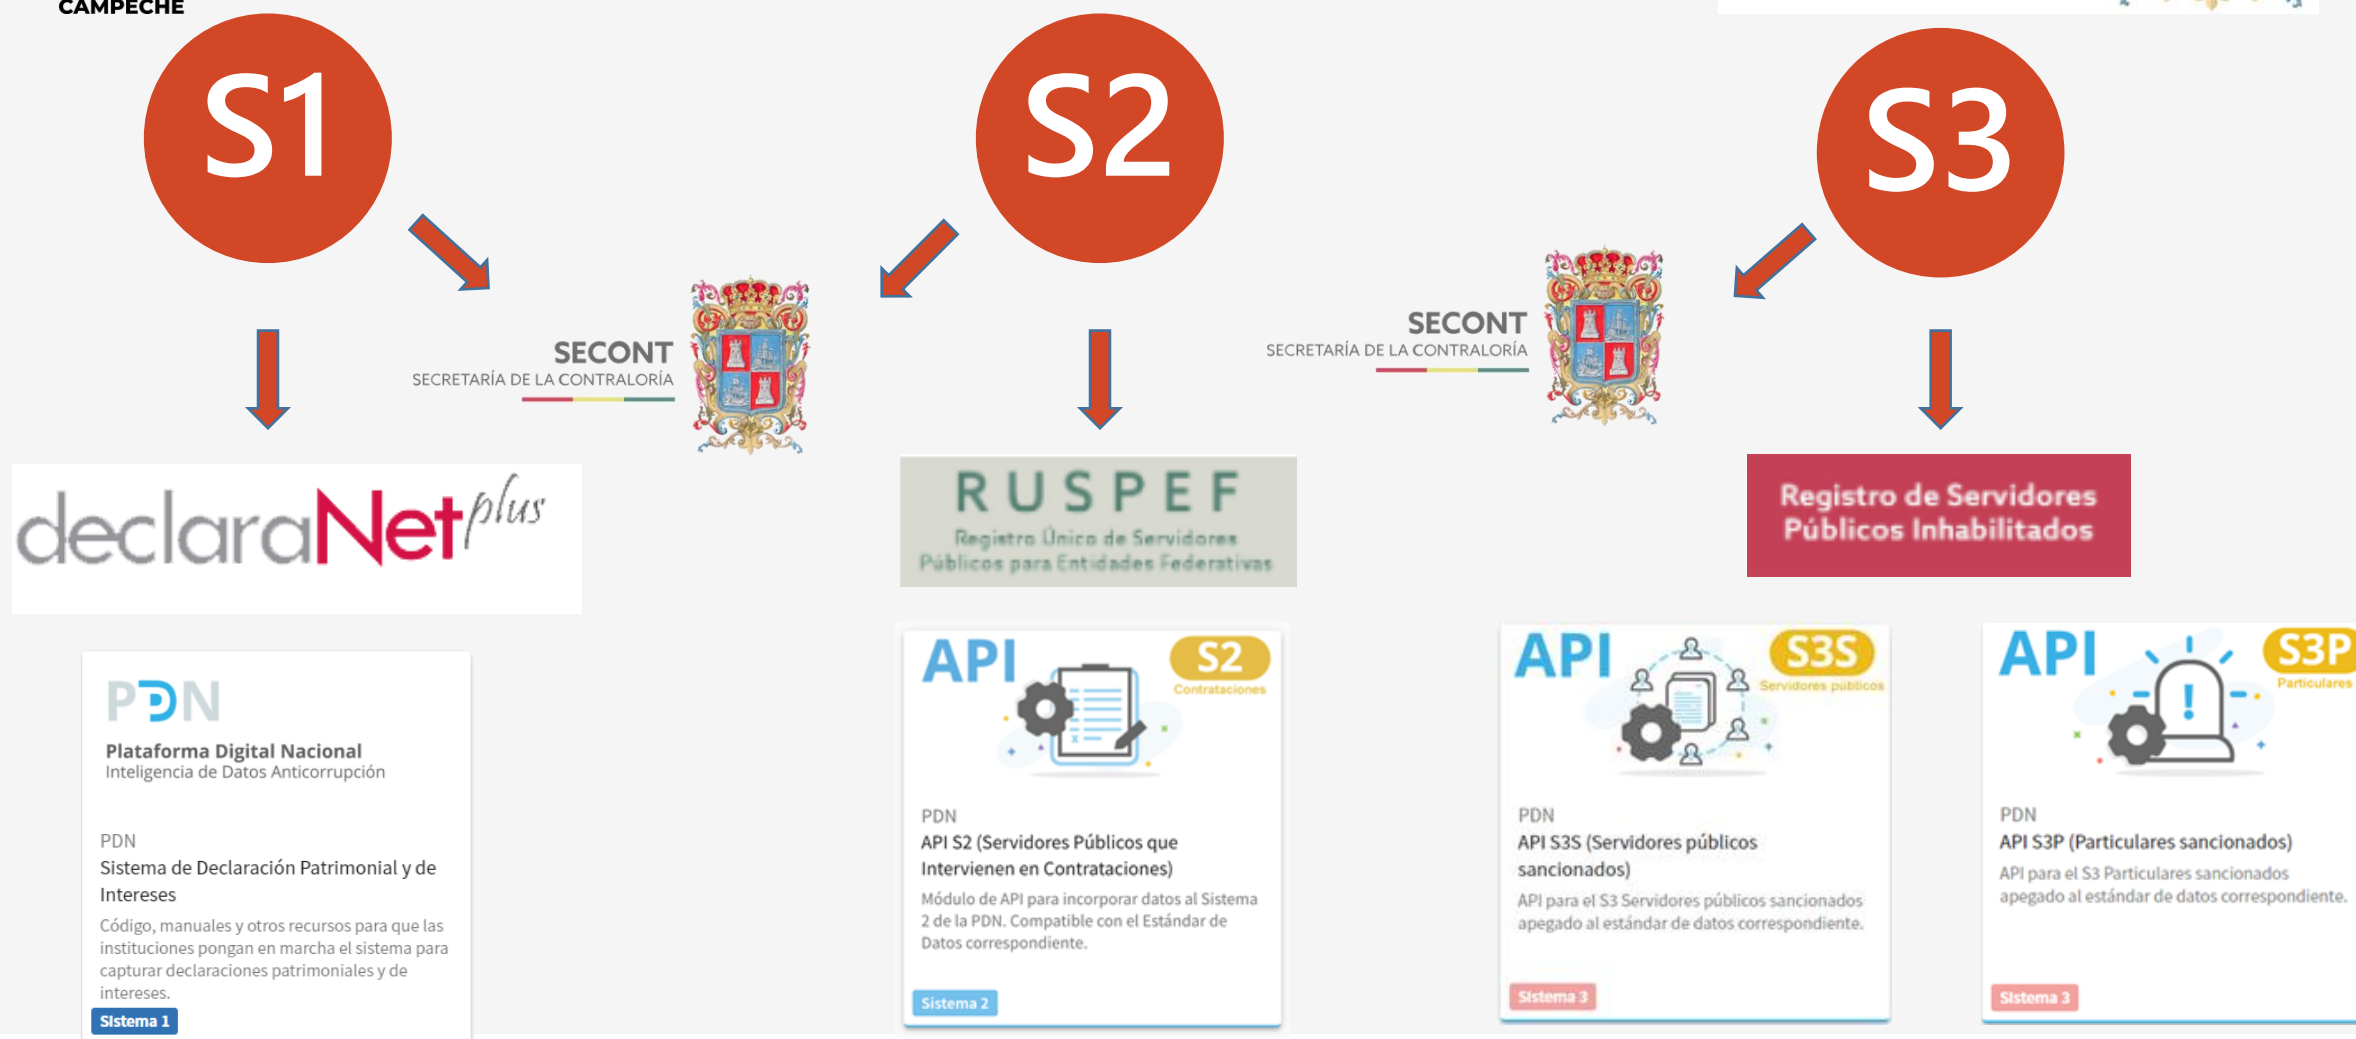 CAMPECHE
S1
S2
S3
SECONT
SECRETARÍA DE LA CONTRALORÍA
SECONT
SECRETARÍA DE LA CONTRALORÍA
declaraNet plus
RUSPEF
Registro Único de Servidores
Públicos para Entidades Federativas
Registro de Servidores
Públicos Inhabilitados
PDN
Plataforma Digital Nacional
Inteligencia de Datos Anticorrupción
PDN
Sistema de Declaración Patrimonial y de
Intereses
Código, manuales y otros recursos para que las
instituciones pongan en marcha el sistema para
capturar declaraciones patrimoniales y de
intereses.
Sistema 1
API
S2
Contrataciones
PDN
API S2 (Servidores Públicos que
Intervienen en Contrataciones)
Módulo de API para incorporar datos al Sistema
2 de la PDN. Compatible con el Estándar de
Datos correspondiente.
Sistema 2
API
S3S
Servidores públicos
PDN
API S3S (Servidores públicos
sancionados)
API para el S3 Servidores públicos sancionados
apegado al estándar de datos correspondiente.
Sistema 3
API
S3P
Particulares
PDN
API S3P (Particulares sancionados)
API para el S3 Particulares sancionados
apegado al estándar de datos correspondiente.
Sistema 3